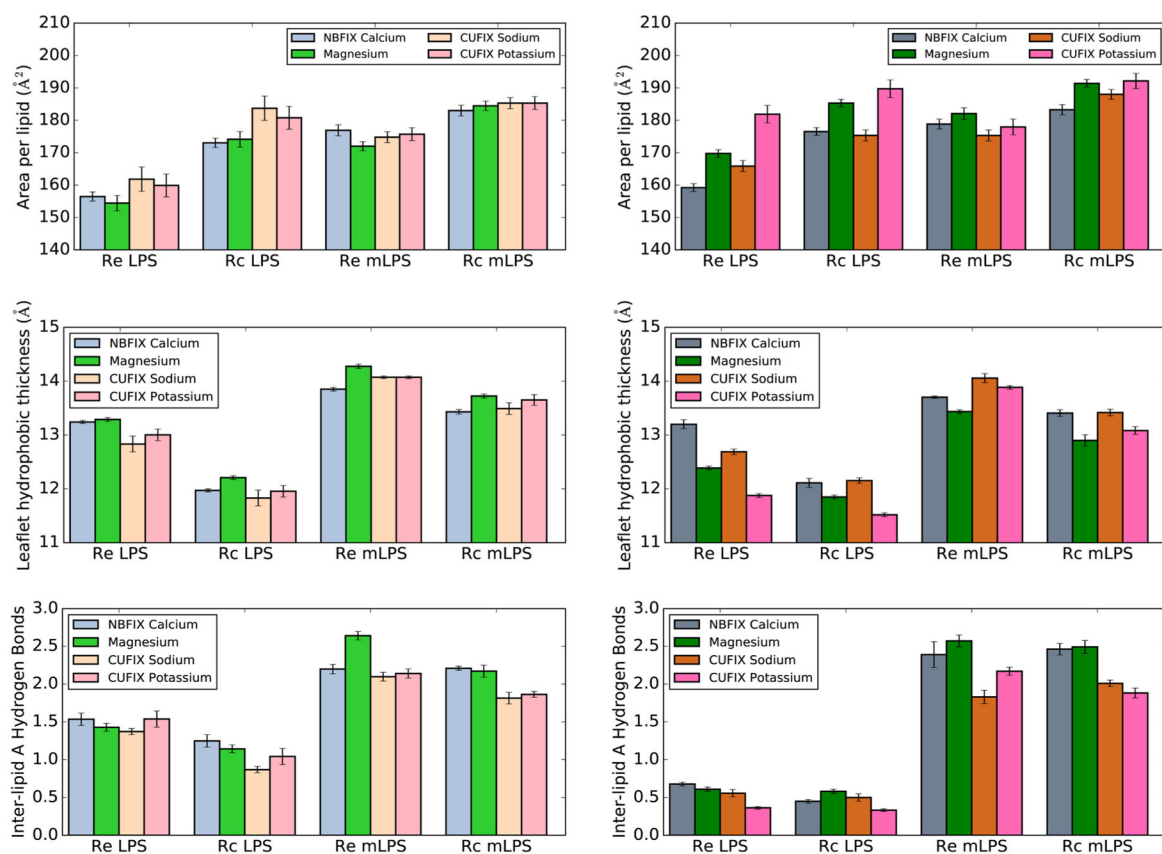 Area per lipid (Å²)
210
200
190
180
170
160
150
140
NBFIX Calcium
Magnesium
CUFIX Sodium
CUFIX Potassium
Re LPS
Rc LPS
Re mLPS
Rc mLPS
Area per lipid (Å²)
210
200
190
180
170
160
150
140
NBFIX Calcium
Magnesium
CUFIX Sodium
CUFIX Potassium
Re LPS
Rc LPS
Re mLPS
Rc mLPS
Leaflet hydrophobic thickness (Å)
15
14
13
12
11
NBFIX Calcium
Magnesium
CUFIX Sodium
CUFIX Potassium
Re LPS
Rc LPS
Re mLPS
Rc mLPS
Leaflet hydrophobic thickness (Å)
15
14
13
12
11
NBFIX Calcium
Magnesium
CUFIX Sodium
CUFIX Potassium
Re LPS
Rc LPS
Re mLPS
Rc mLPS
Inter-lipid A Hydrogen Bonds
3.0
2.5
2.0
1.5
1.0
0.5
0.0
NBFIX Calcium
Magnesium
CUFIX Sodium
CUFIX Potassium
Re LPS
Rc LPS
Re mLPS
Rc mLPS
Inter-lipid A Hydrogen Bonds
3.0
2.5
2.0
1.5
1.0
0.5
0.0
NBFIX Calcium
Magnesium
CUFIX Sodium
CUFIX Potassium
Re LPS
Rc LPS
Re mLPS
Rc mLPS